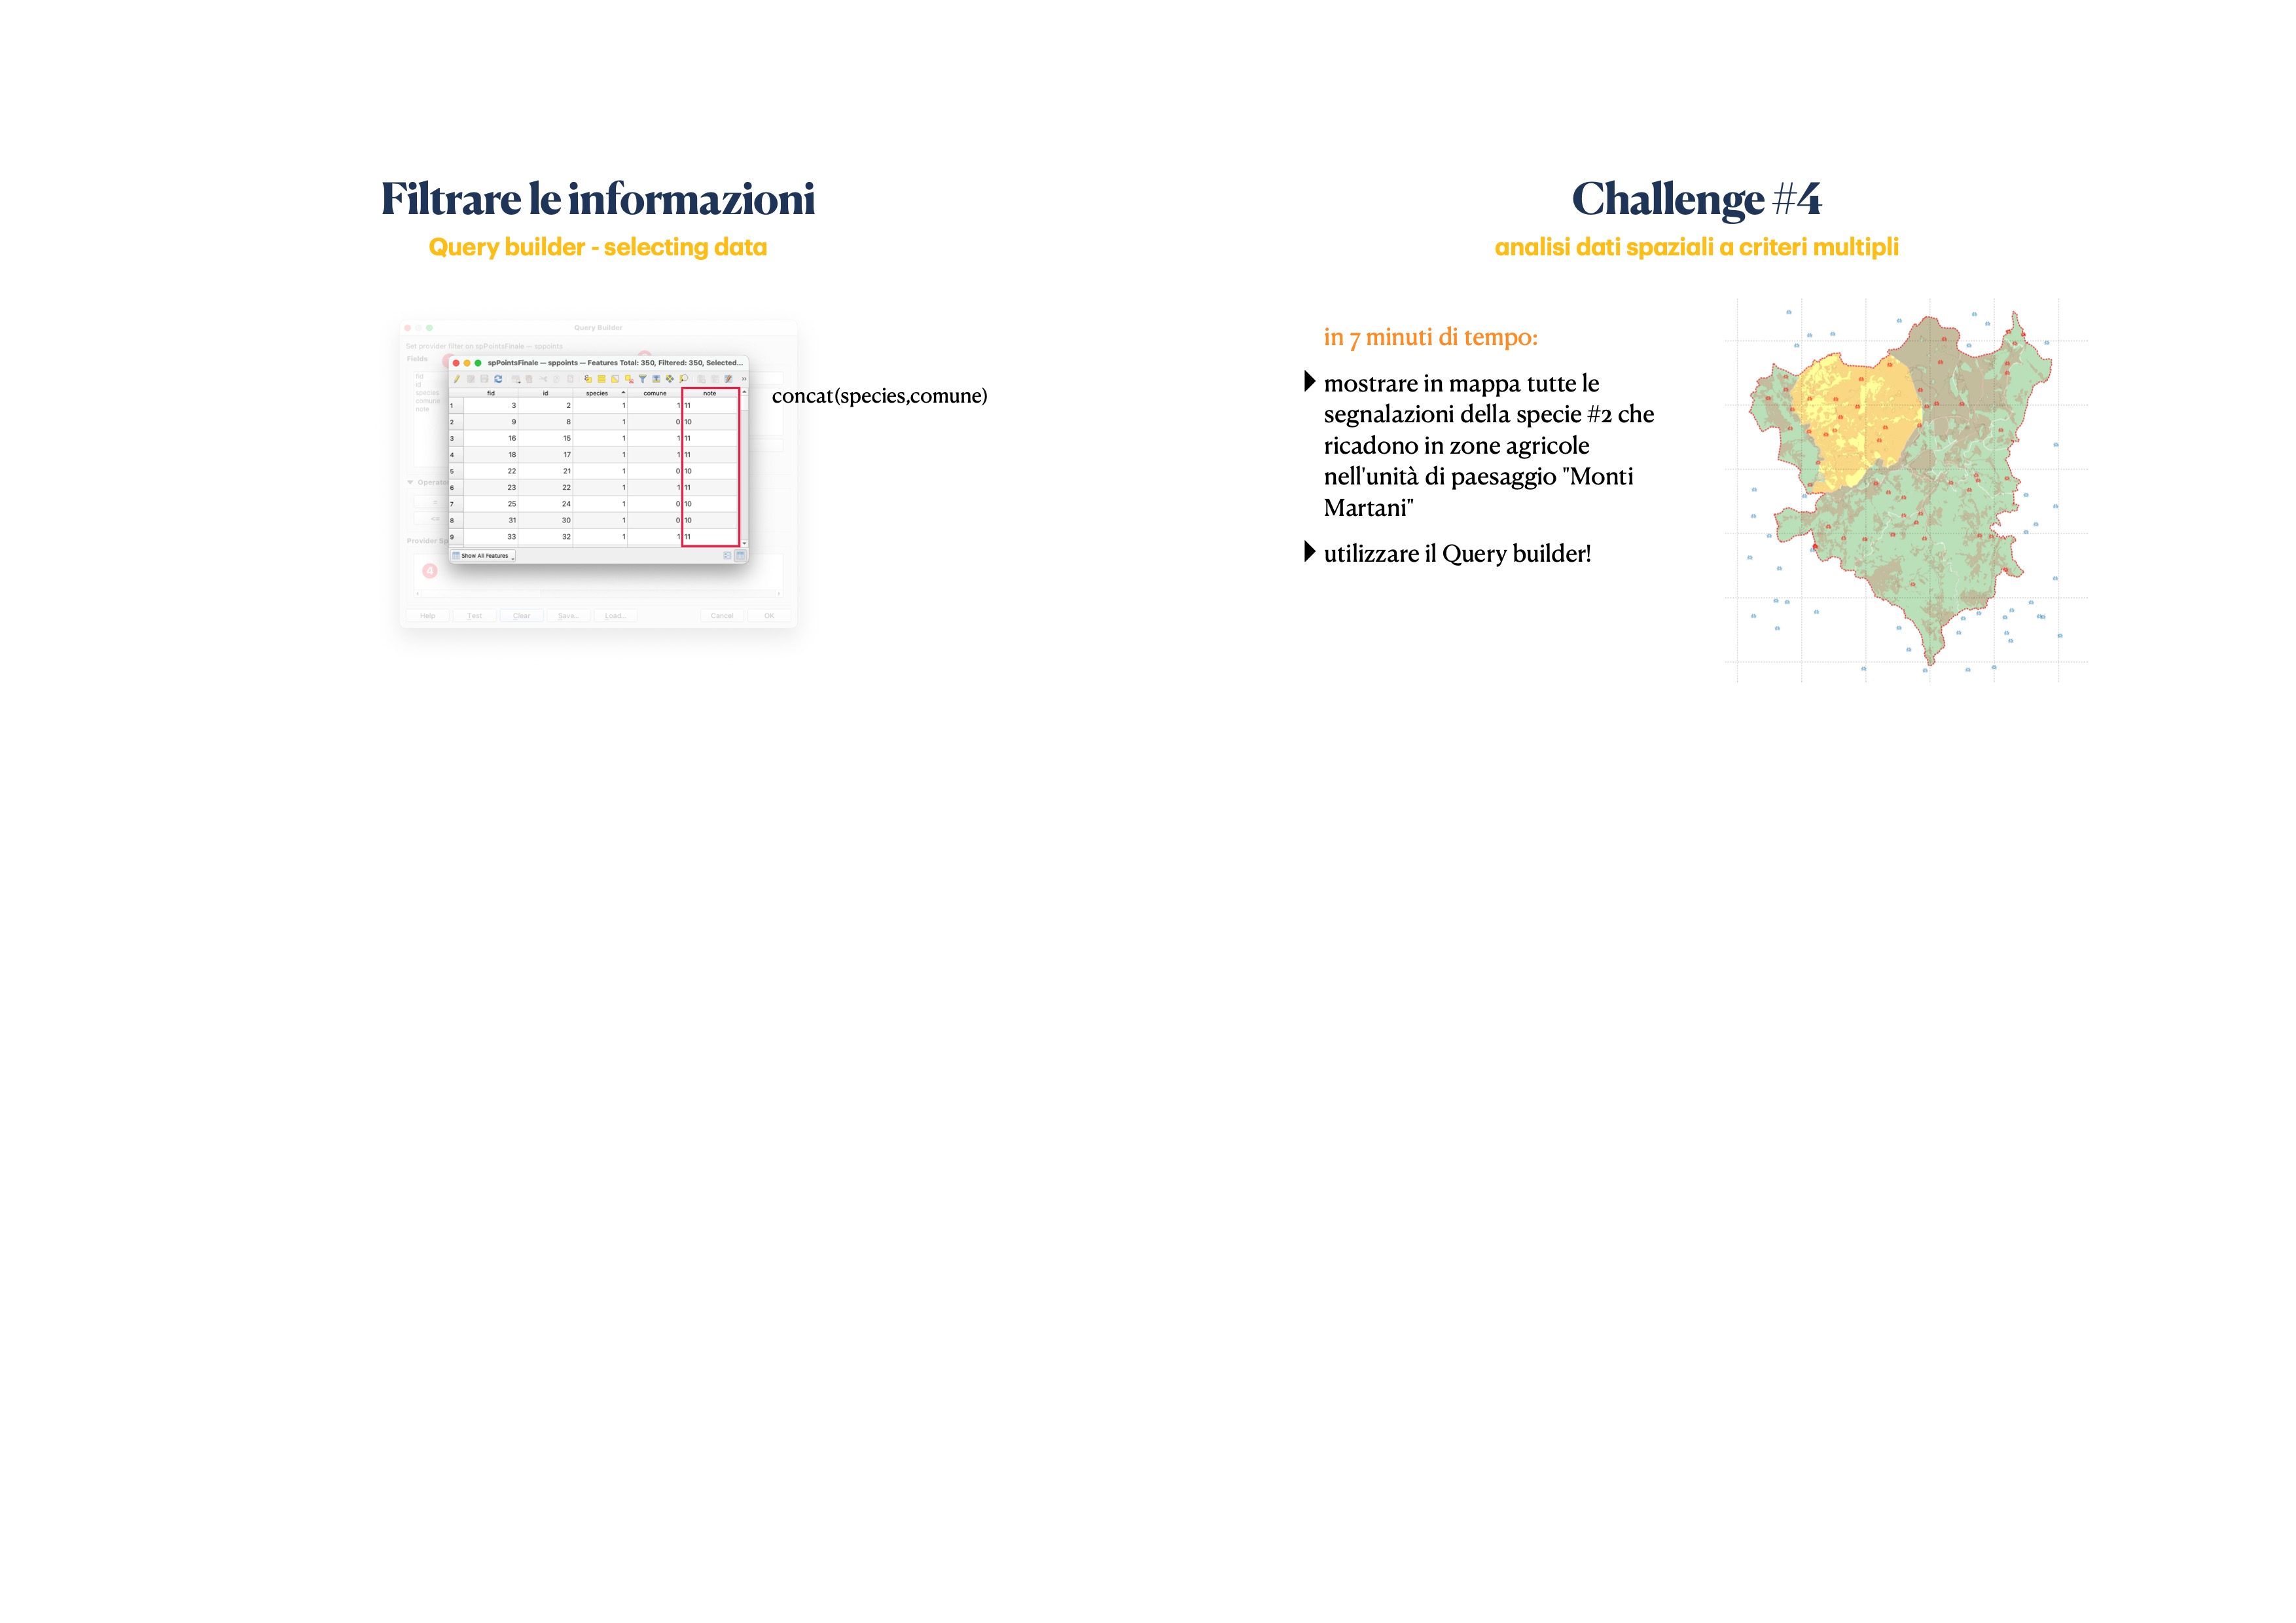 Filtrare le informazioni
Query builder - selecting data
Query Builder
Set provider filter on spPointsFinale — sppoints
Fields
fid
id
species
comune
note
spPointsFinale — sppoints — Features Total: 350, Filtered: 350, Selected...
fid id species comune note
1 3 2 1 1 11
2 9 8 1 0 10
3 16 15 1 1 11
4 18 17 1 1 11
5 22 21 1 0 10
6 23 22 1 1 11
7 25 24 1 0 10
8 31 30 1 0 10
9 33 32 1 1 11
Show All Features
concat(species,comune)
4
Help Test Clear Save... Load... Cancel OK
Challenge #4
analisi dati spaziali a criteri multipli
in 7 minuti di tempo:
mostrare in mappa tutte le
segnalazioni della specie #2 che
ricadono in zone agricole
nell'unità di paesaggio "Monti
Martani"
utilizzare il Query builder!